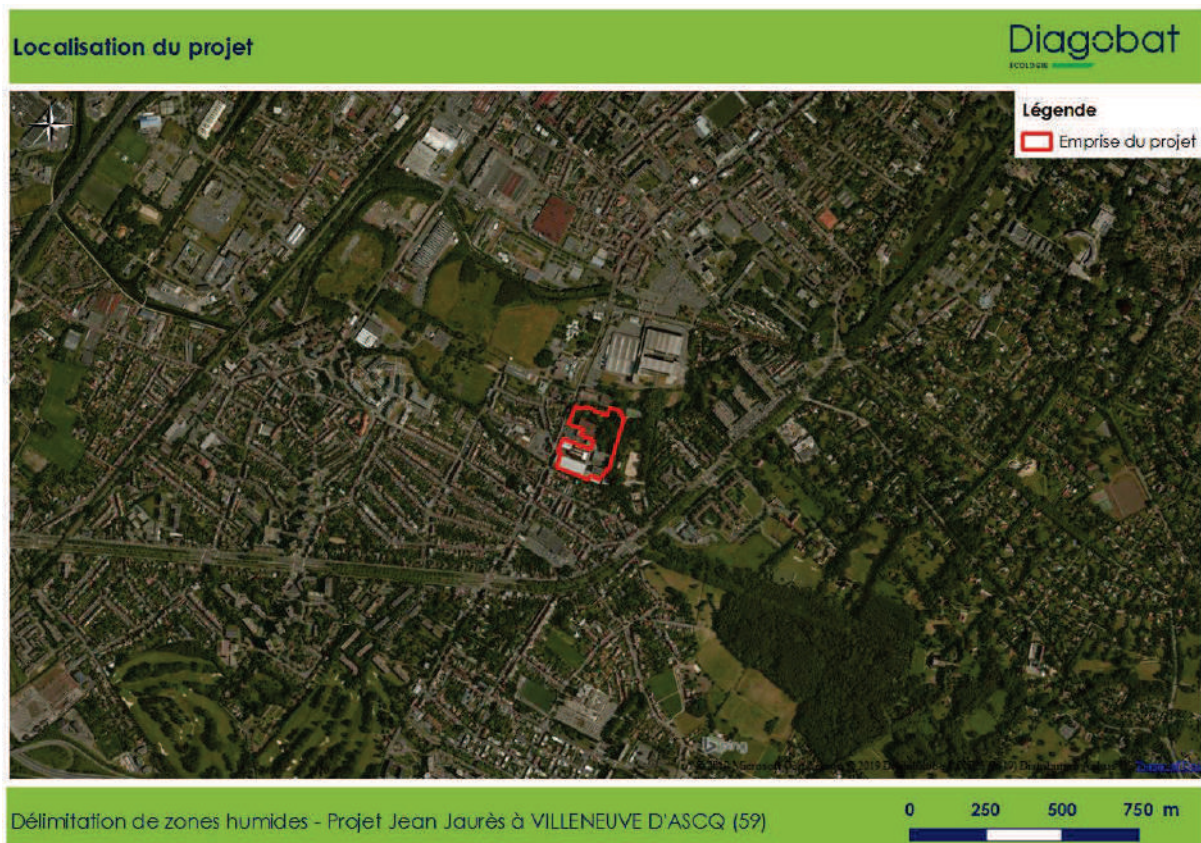 Localisation du projet
Diagobat
ECOLOGIE
Légende
Emprise du projet
bing
Délimitation de zones humides - Projet Jean Jaurès à VILLENEUVE D'ASCQ (59)
0 250 500 750 m